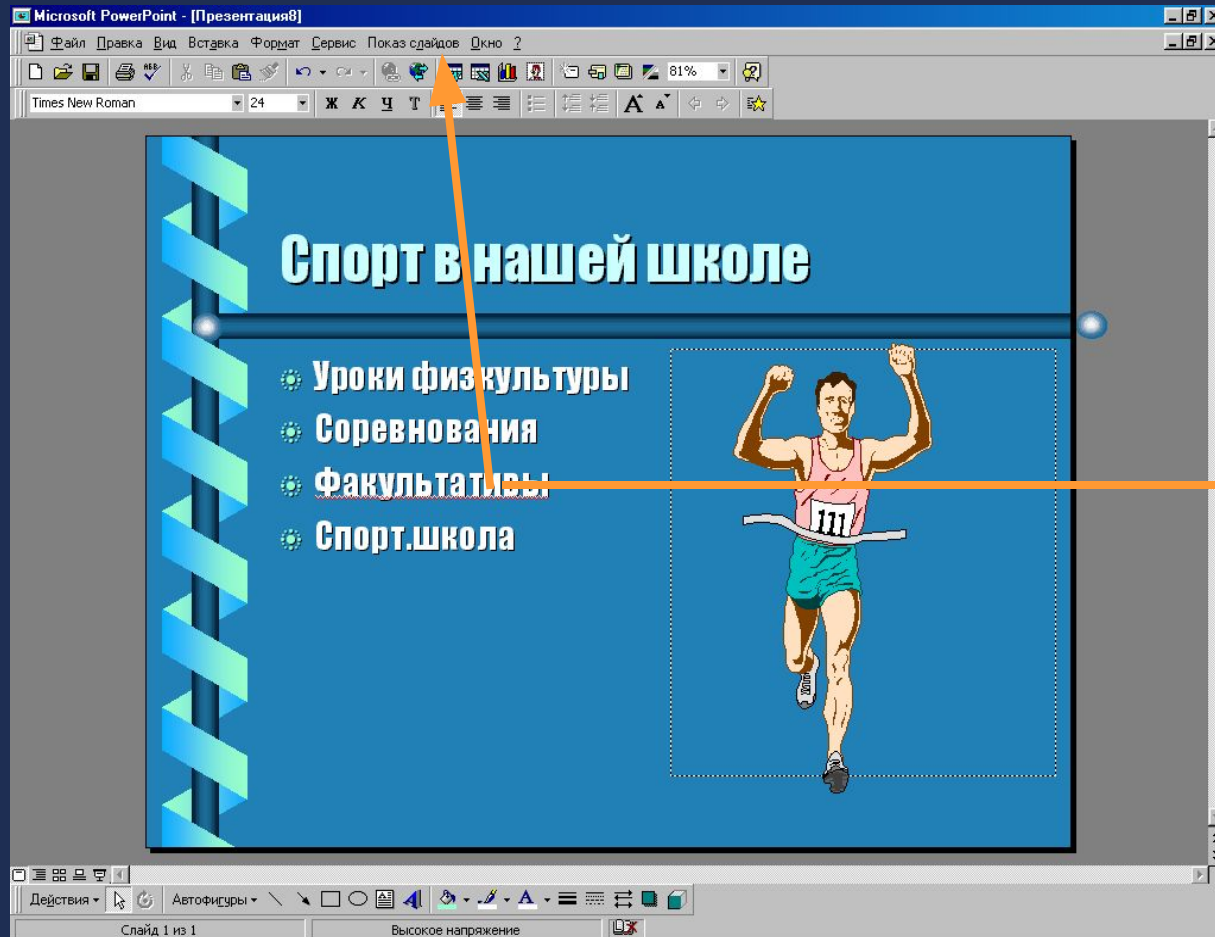 Microsoft PowerPoint - [Презентация8]
Файл Правка Вид Вставка Формат Сервис Показ слайдов Окно ?
81%
Times New Roman 24 Ж К Ч Т
Спорт в нашей школе
Уроки физкультуры
Соревнования
Факультативы
Спорт.школа
111
Действия Автофигуры
Слайд 1 из 1 Высокое напряжение